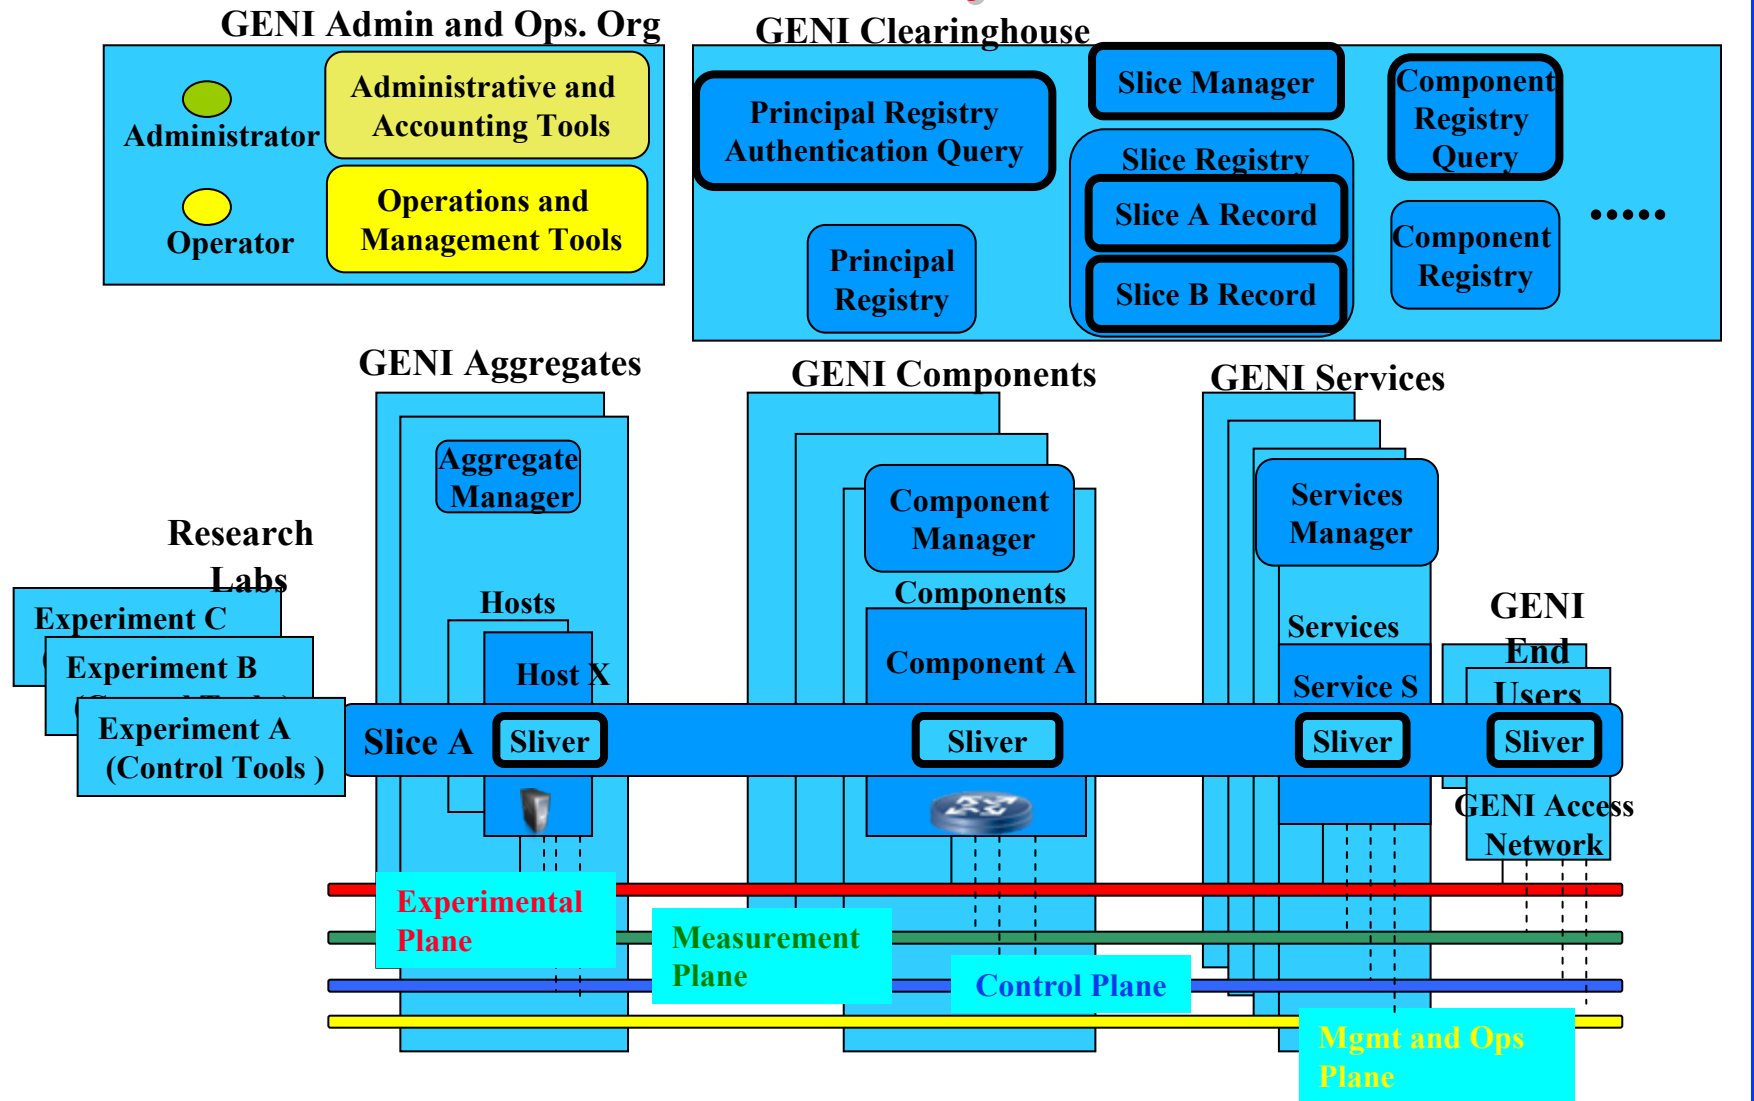 GENI Admin and Ops. Org
Administrator
Administrative and
Accounting Tools
Operator
Operations and
Management Tools
GENI Clearinghouse
Principal Registry
Authentication Query
Principal
Registry
Slice Manager
Slice Registry
Slice A Record
Slice B Record
Component
Registry
Query
Component
Registry
.....
GENI Aggregates
Aggregate
Manager
Hosts
Host X
GENI Components
Component
Manager
Components
Component A
GENI Services
Services
Manager
Services
Service S
GENI
End
Users
Research
Labs
Experiment C
Experiment B
Experiment A
(Control Tools )
Slice A
Sliver
Sliver
Sliver
Sliver
GENI Access
Network
Experimental
Plane
Measurement
Plane
Control Plane
Mgmt and Ops
Plane